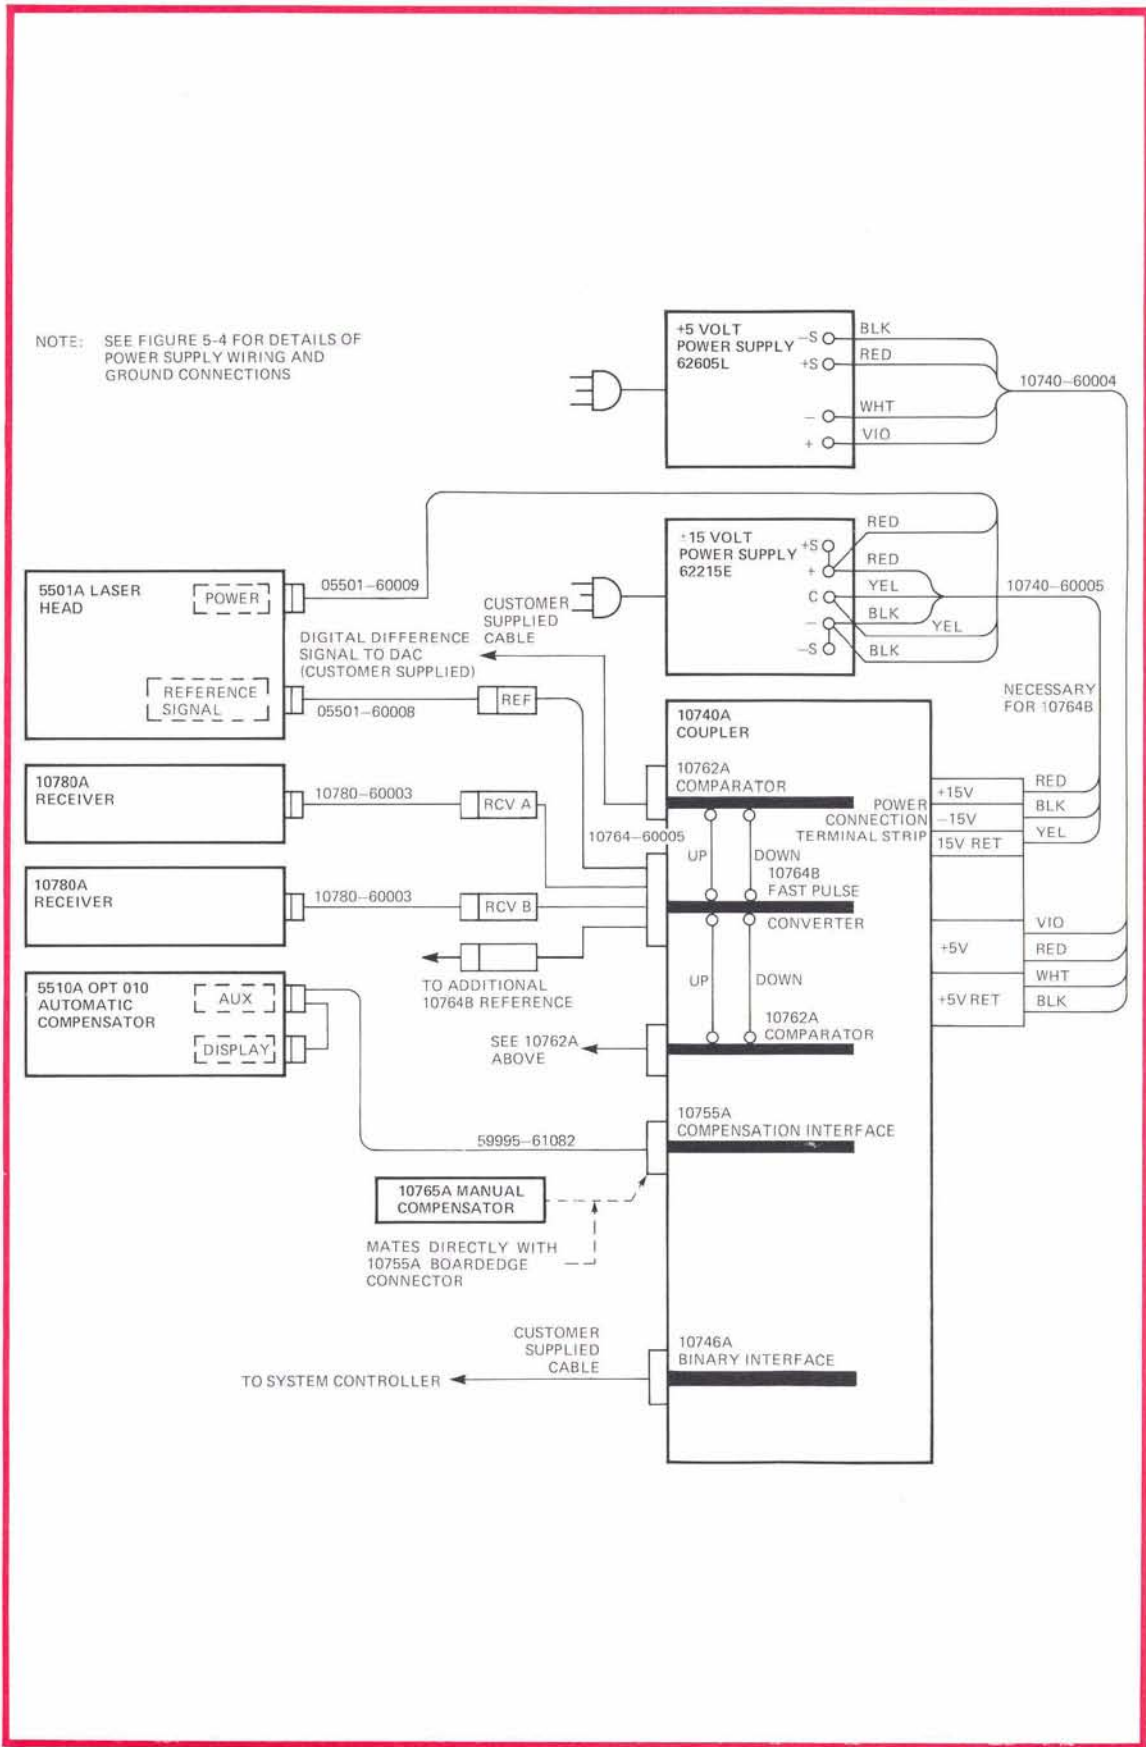 NOTE: SEE FIGURE 5-4 FOR DETAILS OF
POWER SUPPLY WIRING AND
GROUND CONNECTIONS
+5 VOLT
POWER SUPPLY
62605L
−S
+S
−
+
BLK
RED
WHT
VIO
10740−60004
±15 VOLT
POWER SUPPLY
62215E
+S
+
C
−
−S
RED
RED
YEL
BLK
YEL
BLK
10740−60005
NECESSARY
FOR 10764B
5501A LASER
HEAD
POWER
05501−60009
REFERENCE
SIGNAL
05501−60008
REF
CUSTOMER
SUPPLIED
CABLE
DIGITAL DIFFERENCE
SIGNAL TO DAC
(CUSTOMER SUPPLIED)
10780A
RECEIVER
10780−60003
RCV A
10780A
RECEIVER
10780−60003
RCV B
TO ADDITIONAL
10764B REFERENCE
10764−60005
5510A OPT 010
AUTOMATIC
COMPENSATOR
AUX
DISPLAY
59995−61082
SEE 10762A
ABOVE
10765A MANUAL
COMPENSATOR
MATES DIRECTLY WITH
10755A BOARDEDGE
CONNECTOR
CUSTOMER
SUPPLIED
CABLE
TO SYSTEM CONTROLLER
10740A
COUPLER
10762A
COMPARATOR
POWER
CONNECTION
TERMINAL STRIP
UP
DOWN
10764B
FAST PULSE
CONVERTER
UP
DOWN
10762A
COMPARATOR
10755A
COMPENSATION INTERFACE
10746A
BINARY INTERFACE
+15V
−15V
15V RET
+5V
+5V RET
RED
BLK
YEL
VIO
RED
WHT
BLK